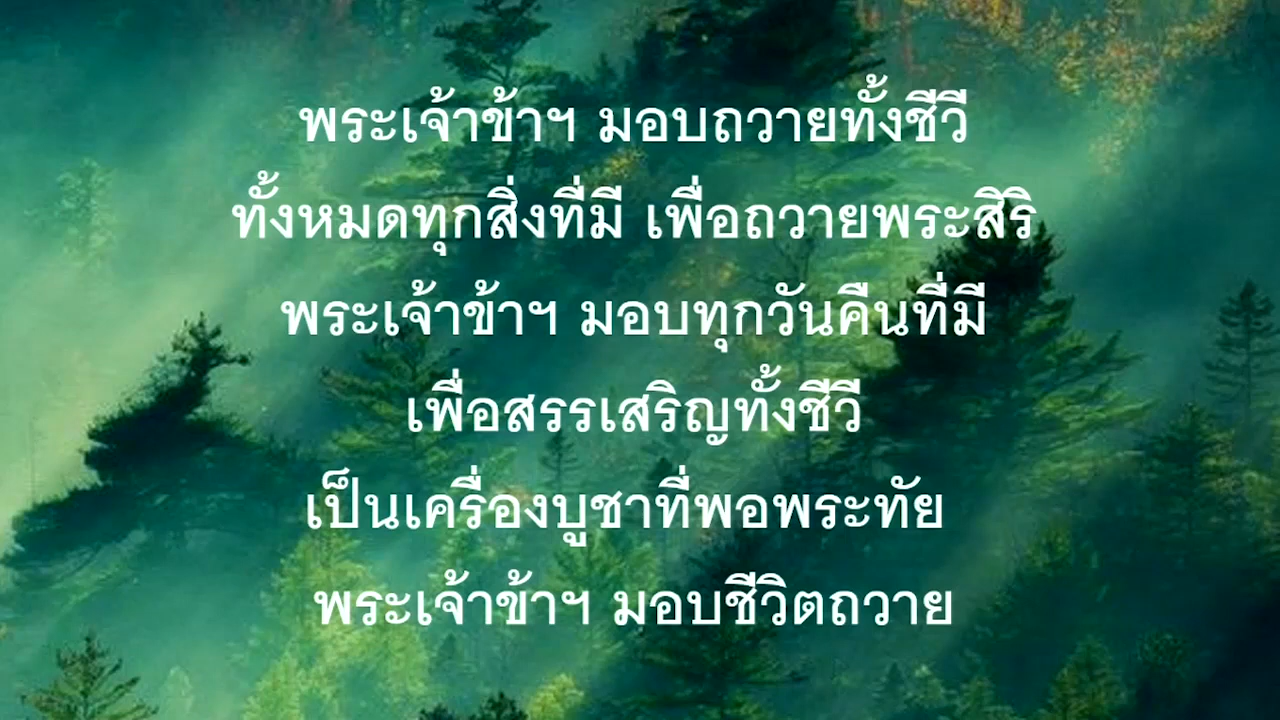 พระเจ้าข้าฯ มอบถวายทั้งชีวี
ทั้งหมดทุกสิ่งที่มี เพื่อถวายพระสิริ
พระเจ้าข้าฯ มอบทุกวันคืนที่มี
เพื่อสรรเสริญทั้งชีวี
เป็นเครื่องบูชาที่พอพระทัย
พระเจ้าข้าฯ มอบชีวิตถวาย